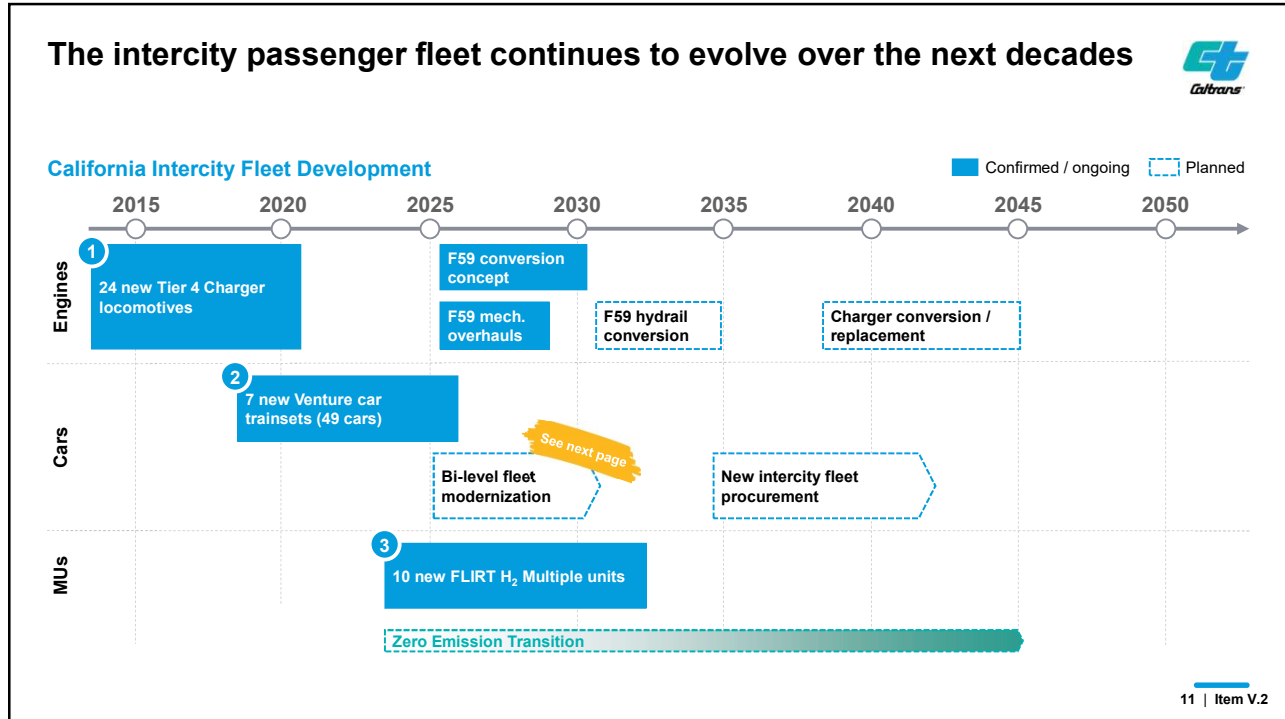 The intercity passenger fleet continues to evolve over the next decades
Caltrans
California Intercity Fleet Development
Confirmed / ongoing
Planned
2015 2020 2025 2030 2035 2040 2045 2050
Engines
1
24 new Tier 4 Charger
locomotives
F59 conversion
concept
F59 mech.
overhauls
F59 hydrail
conversion
Charger conversion /
replacement
Cars
2
7 new Venture car
trainsets (49 cars)
See next page
Bi-level fleet
modernization
New intercity fleet
procurement
MUs
3
10 new FLIRT H₂ Multiple units
Zero Emission Transition
11 | Item V.2